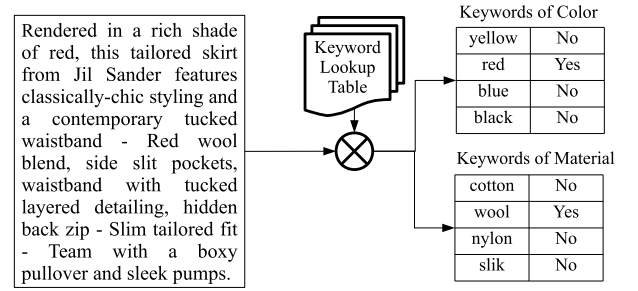 Rendered in a rich shade
of red, this tailored skirt
from Jil Sander features
classically-chic styling and
a contemporary tucked
waistband - Red wool
blend, side slit pockets,
waistband with tucked
layered detailing, hidden
back zip - Slim tailored fit
- Team with a boxy
pullover and sleek pumps.
Keyword
Lookup
Table
Keywords of Color
yellow No
red Yes
blue No
black No
Keywords of Material
cotton No
wool Yes
nylon No
slik No